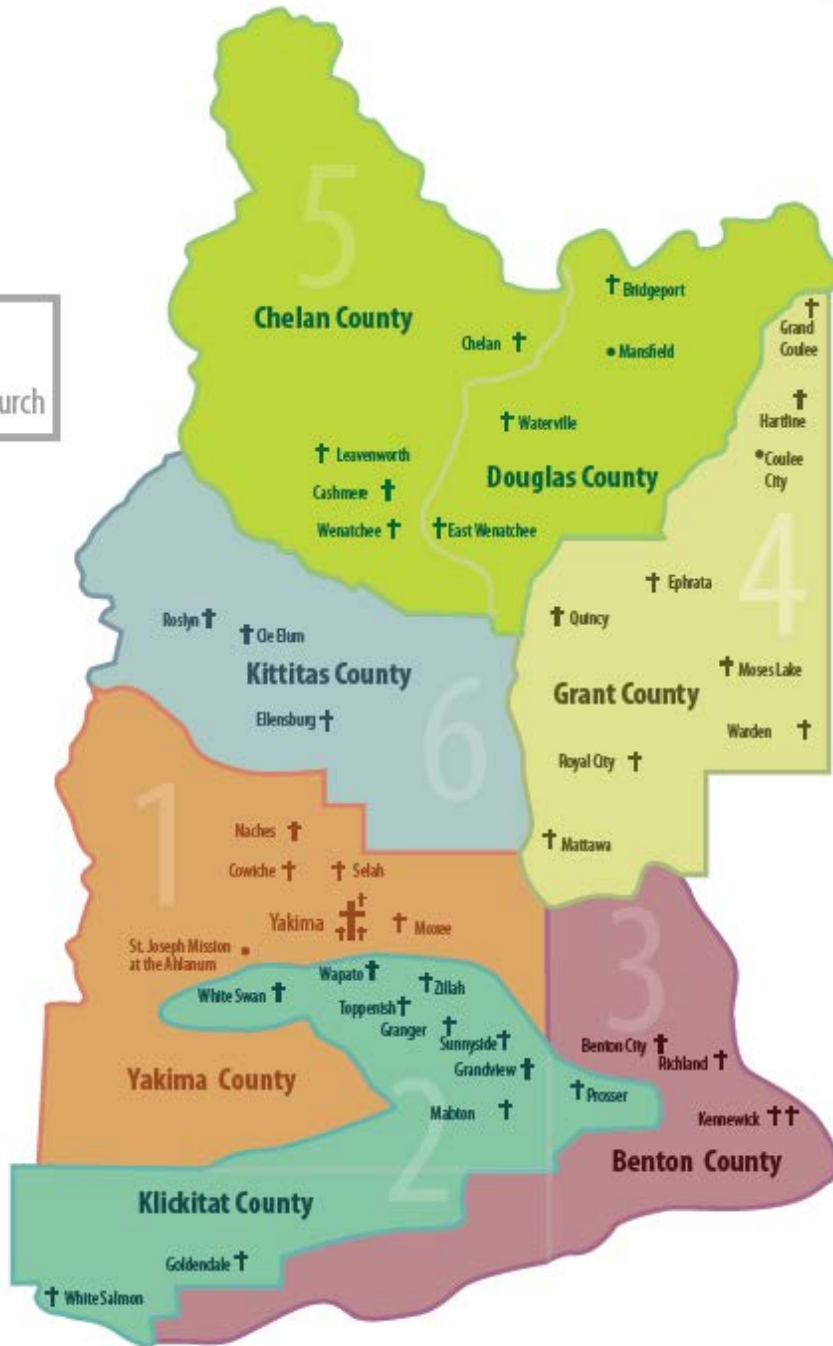 5
Chelan County
Bridgeport
Chelan
Mansfield
Grand
Coulee
urch
Hartline
Waterville
Leavenworth
Coulee
City
Douglas County
Cashmere
Wenatchee
East Wenatchee
4
Ephrata
Quincy
Roslyn
Cle Elum
Kittitas County
Moses Lake
Grant County
Ellensburg
6
Warden
Royal City
1
Naches
Mattawa
Cowiche
Selah
Yakima
Moxee
3
St. Joseph Mission
at the Ahlanum
Wapato
Zillah
White Swan
Toppenish
Granger
Sunnyside
Benton City
Richland
Grandview
Yakima County
Prosser
Mabton
2
Kennewick
Benton County
Klickitat County
Goldendale
White Salmon